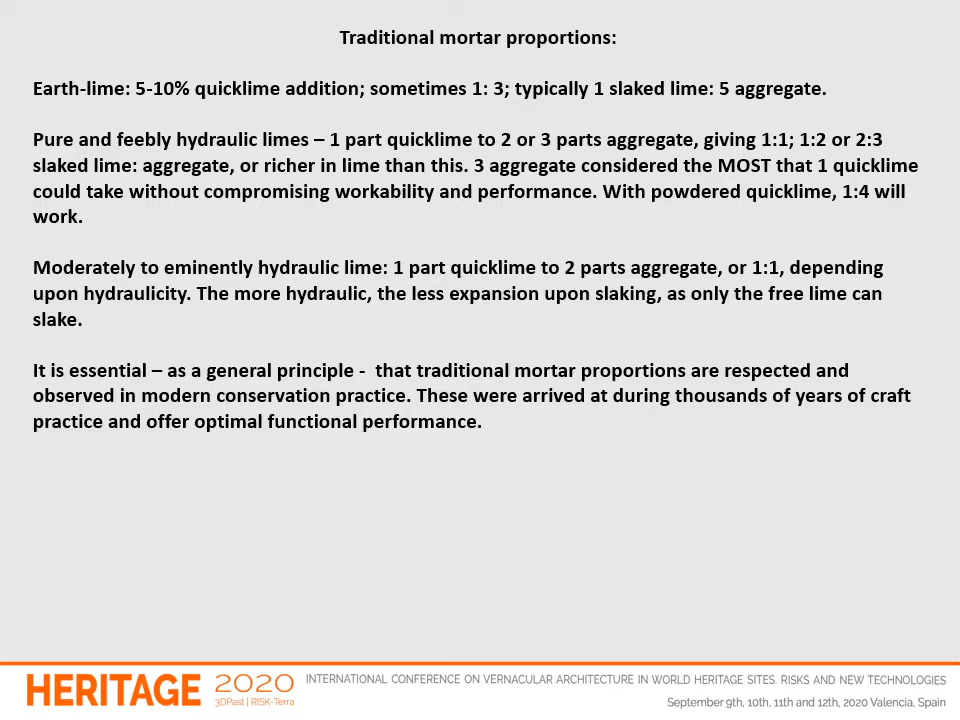 Traditional mortar proportions:
Earth-lime: 5-10% quicklime addition; sometimes 1: 3; typically 1 slaked lime: 5 aggregate.
Pure and feebly hydraulic limes – 1 part quicklime to 2 or 3 parts aggregate, giving 1:1; 1:2 or 2:3
slaked lime: aggregate, or richer in lime than this. 3 aggregate considered the MOST that 1 quicklime
could take without compromising workability and performance. With powdered quicklime, 1:4 will
work.
Moderately to eminently hydraulic lime: 1 part quicklime to 2 parts aggregate, or 1:1, depending
upon hydraulicity. The more hydraulic, the less expansion upon slaking, as only the free lime can
slake.
It is essential – as a general principle -  that traditional mortar proportions are respected and
observed in modern conservation practice. These were arrived at during thousands of years of craft
practice and offer optimal functional performance.
HERITAGE 2020
3DPast | RISK-Terra
INTERNATIONAL CONFERENCE ON VERNACULAR ARCHITECTURE IN WORLD HERITAGE SITES. RISKS AND NEW TECHNOLOGIES
September 9th, 10th, 11th and 12th, 2020 Valencia, Spain